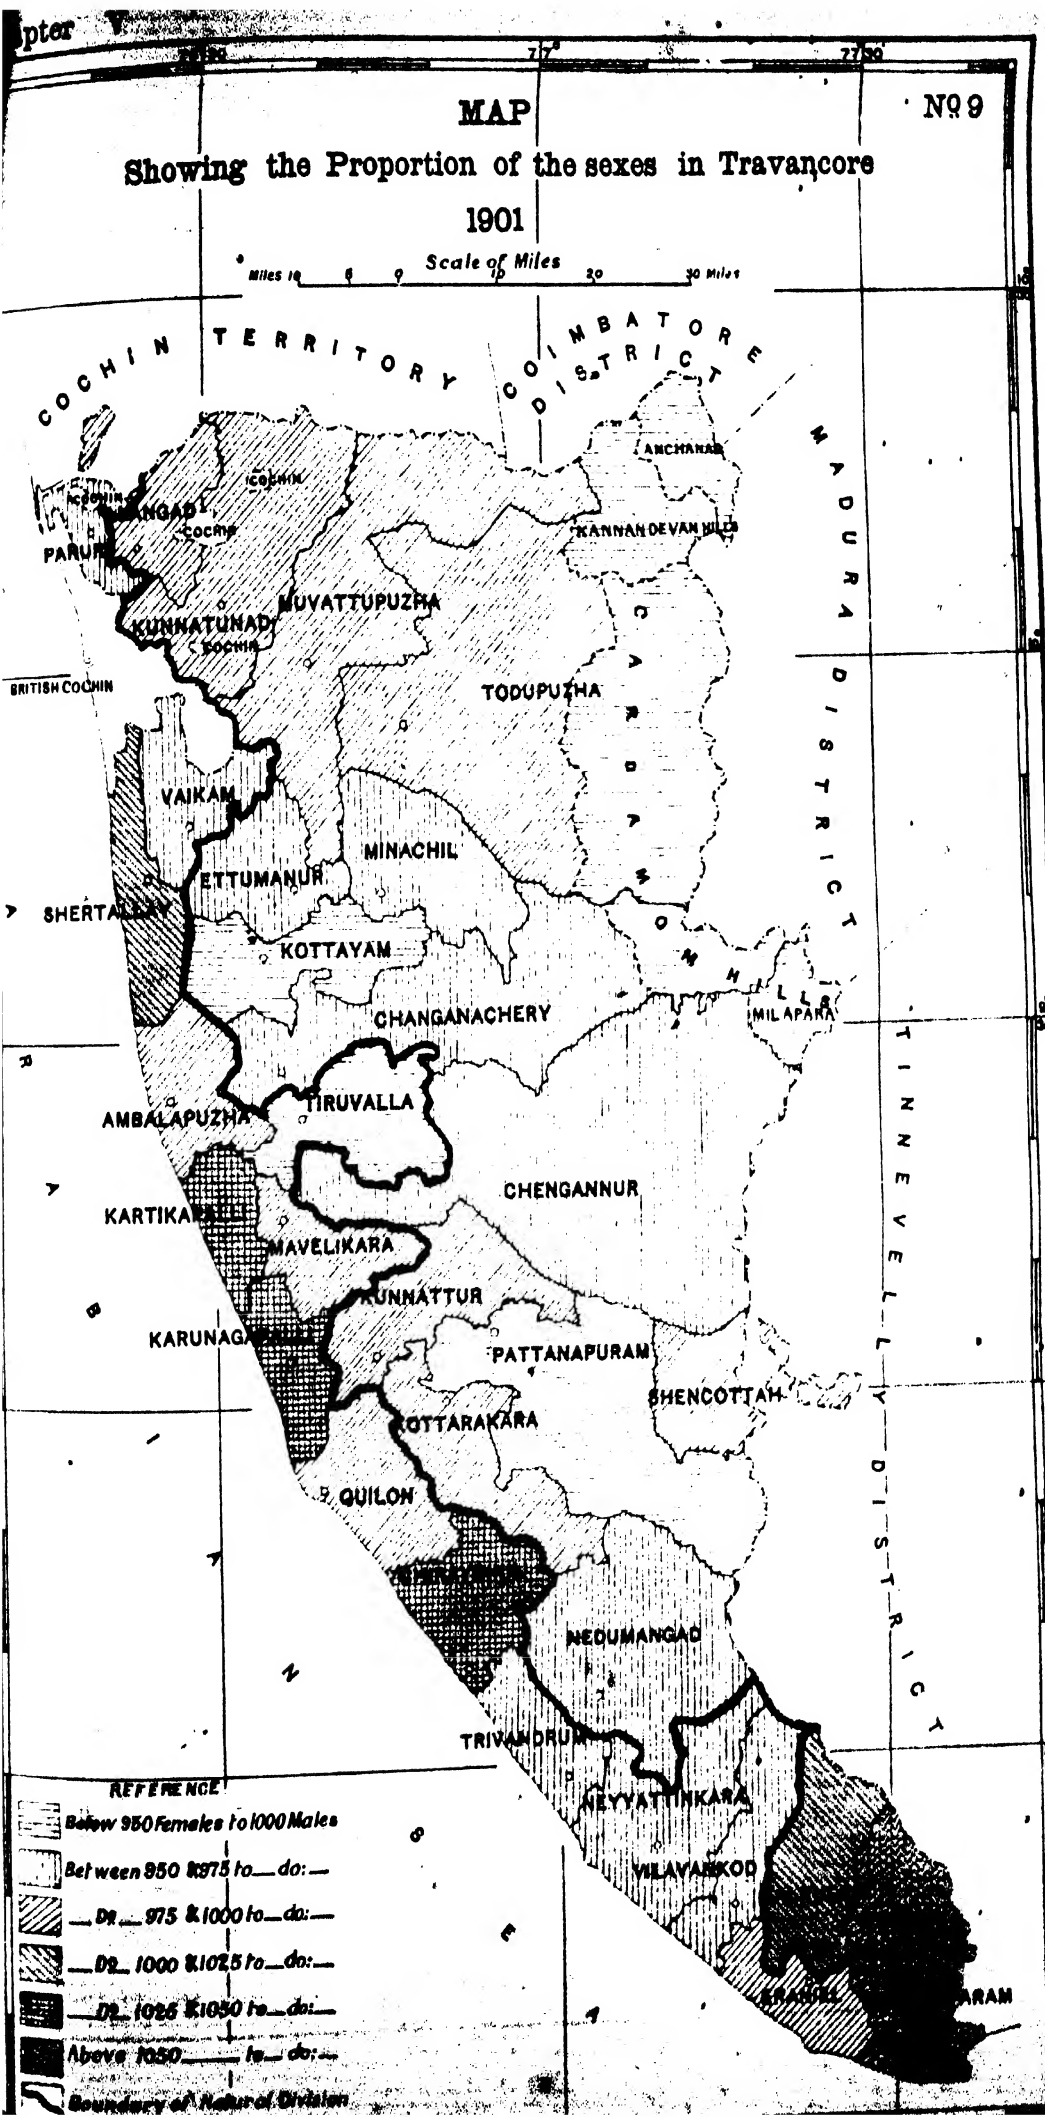 pter V
77°
77°30
MAP
Nº 9
Showing the Proportion of the sexes in Travancore
1901
Scale of Miles
Miles 10 5 0 10 20 30 Miles
COCHIN TERRITORY
COIMBATORE DISTRICT
ANCHANAD
COCHIN
COCHIN
KANNAN DEVAN HILLS
COCHIN
PARUR
MUVATTUPUZHA
KUNNATUNAD
COCHIN
MADURA DISTRICT
BRITISH COCHIN
TODUPUZHA
CARDAMOM HILLS
VAIKAM
MINACHIL
ETTUMANUR
SHERTALLAY
KOTTAYAM
CHANGANACHERY
MILAPARA
TIRUVALLA
AMBALAPUZHA
CHENGANNUR
MAVELIKARA
KUNNATTUR
PATTANAPURAM
SHENCOTTAH
KOTTARAKARA
QUILON
TINNEVELLY DISTRICT
NEDUMANGAD
TRIVANDRUM
NEYYATTINKARA
VILAVANKOD
ERANIEL
ARAM
A R A B I A N S E A
REFERENCE
Below 950 Females to 1000 Males
Between 950 & 975 to — do: —
— Do — 975 & 1000 to — do: —
— Do — 1000 & 1025 to — do: —
— Do — 1025 & 1050 to — do: —
Above 1050 — to — do: —
Boundary of Natural Division